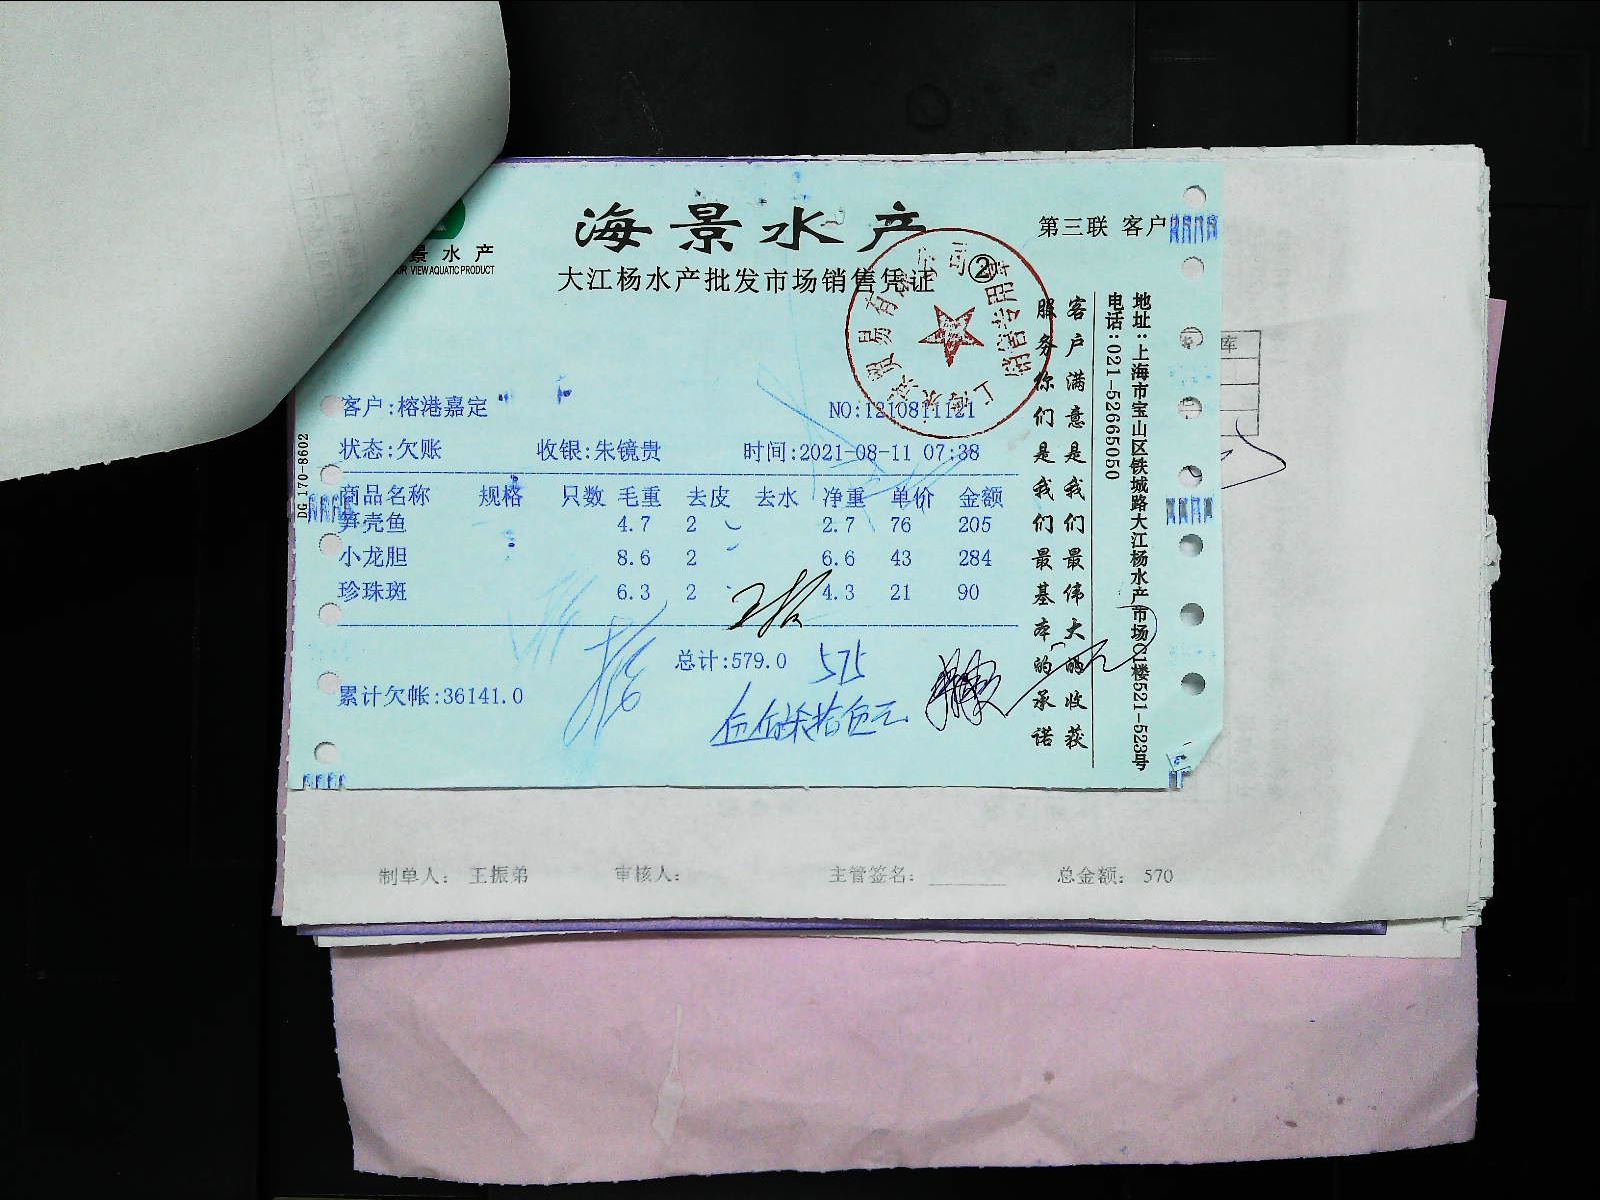 海景水产
第三联 客户
景水产
VIEW AQUATIC PRODUCT
大江杨水产批发市场销售凭证
②
销售专用章
客户:榕港嘉定
NO:1210811121
状态:欠账 收银:朱镜贵 时间:2021-08-11 07:38
商品名称 规格 只数 毛重 去皮 去水 净重 单价 金额
笋壳鱼 4.7 2 2.7 76 205
小龙胆 8.6 2 6.6 43 284
珍珠斑 6.3 2 4.3 21 90
总计:579.0 575
累计欠帐:36141.0
客户满意是我们最伟大的收获
服务你们是我们最基本的承诺
地址:上海市宝山区铁城路大江杨水产市场C1楼521-523号
电话:021-52665050
DG 170-8602
库
制单人: 王振弟 审核人: 主管签名: 总金额: 570